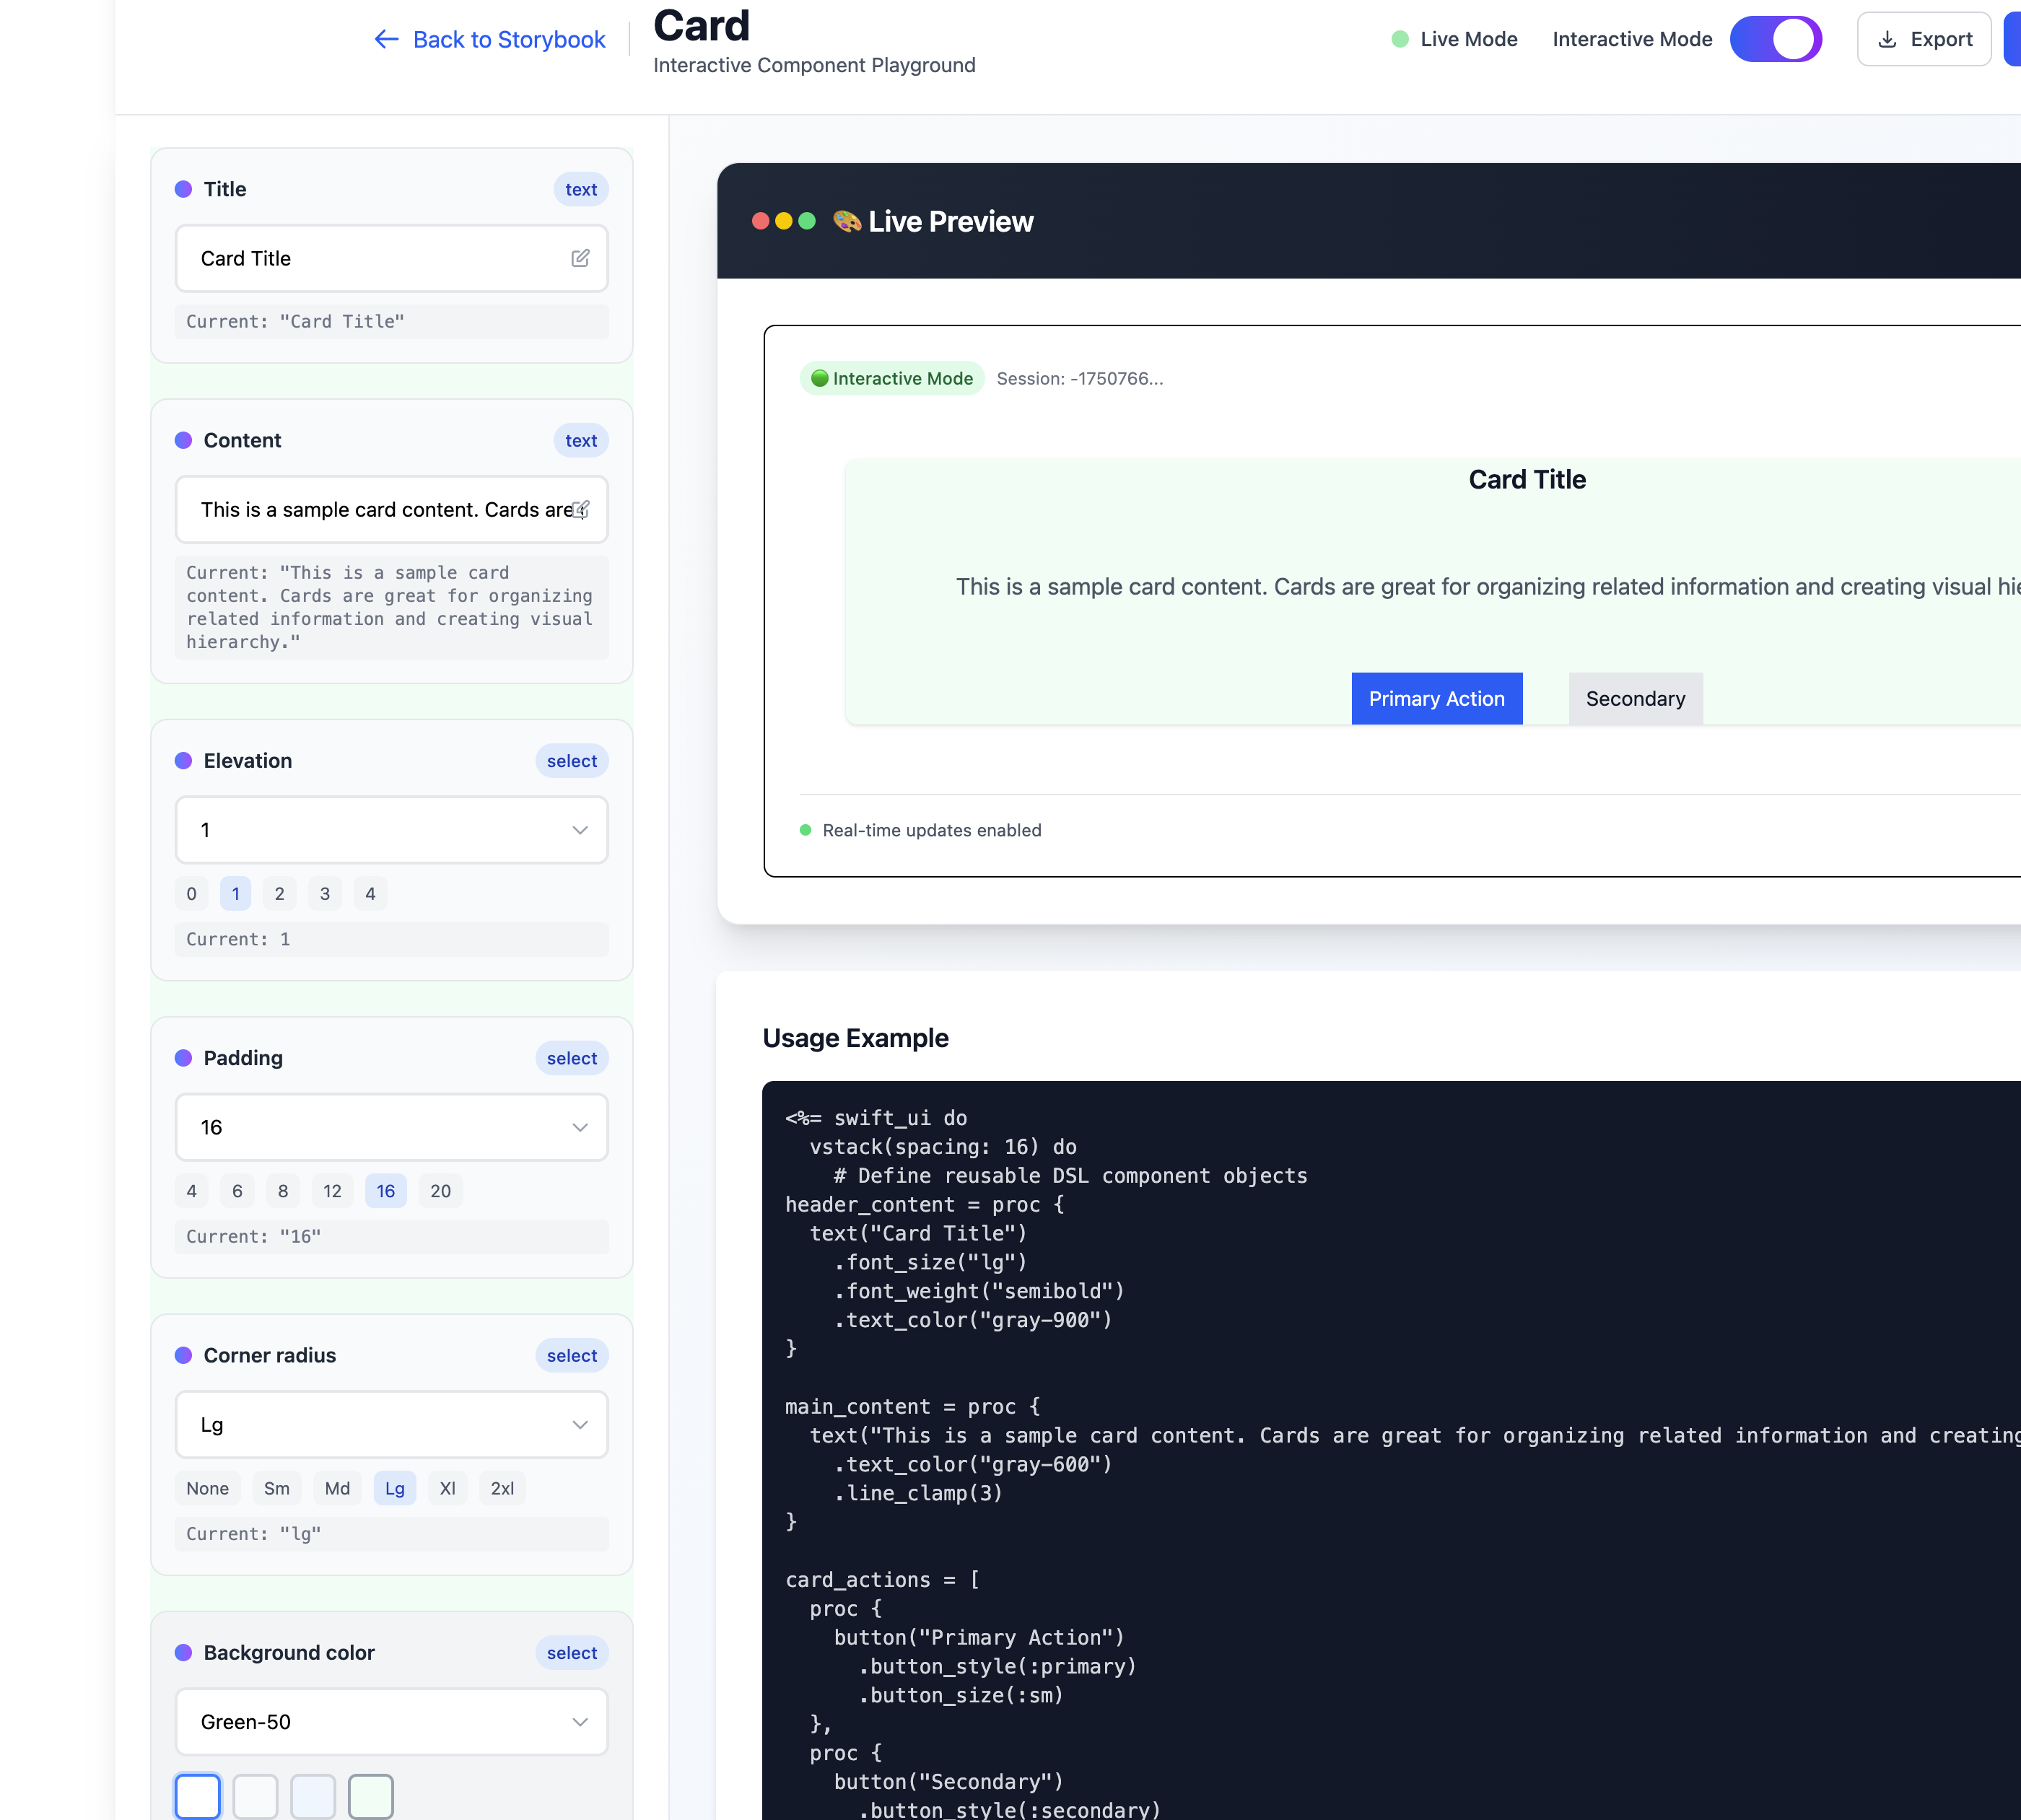 Back to Storybook
Card
Interactive Component Playground
Live Mode
Interactive Mode
Export
Title
text
Card Title
Current: "Card Title"
Content
text
This is a sample card content. Cards are
Current: "This is a sample card
content. Cards are great for organizing
related information and creating visual
hierarchy."
Elevation
select
1
0 1 2 3 4
Current: 1
Padding
select
16
4 6 8 12 16 20
Current: "16"
Corner radius
select
Lg
None Sm Md Lg Xl 2xl
Current: "lg"
Background color
select
Green-50
Live Preview
Interactive Mode
Session: -1750766...
Card Title
This is a sample card content. Cards are great for organizing related information and creating visual
Primary Action
Secondary
Real-time updates enabled
Usage Example
<%= swift_ui do
vstack(spacing: 16) do
# Define reusable DSL component objects
header_content = proc {
text("Card Title")
.font_size("lg")
.font_weight("semibold")
.text_color("gray-900")
}
main_content = proc {
text("This is a sample card content. Cards are great for organizing related information and creating
.text_color("gray-600")
.line_clamp(3)
}
card_actions = [
proc {
button("Primary Action")
.button_style(:primary)
.button_size(:sm)
},
proc {
button("Secondary")
.button_style(:secondary)